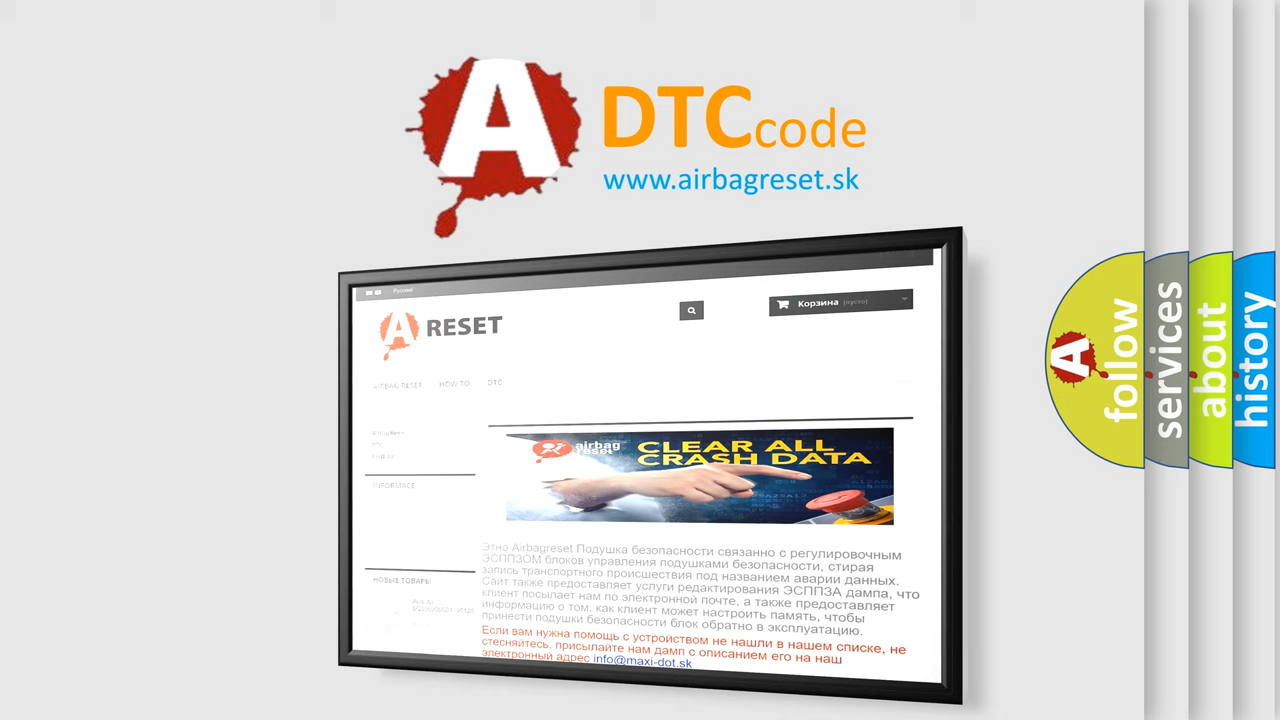 A
DTCcode
www.airbagreset.sk
Русский
A RESET
Корзина (пусто)
AIRBAG RESET HOW TO DTC
INFORMACE
airbag
reset
CLEAR ALL
CRASH DATA
Этно Airbagreset Подушка безопасности связанно с регулировочным
ЭСППЗОМ блоков управления подушками безопасности, стирая
запись транспортного происшествия под названием аварии данных.
Сайт также предоставляет услуги редактирования ЭСППЗА дампа, что
клиент посылает нам по электронной почте, а также предоставляет
информацию о том, как клиент может настроить память, чтобы
принести подушки безопасности блок обратно в эксплуатацию.
Если вам нужна помощь с устройством не нашли в нашем списке, не
стесняйтесь, присылайте нам дамп с описанием его на наш
электронный адрес info@maxi-dot.sk
НОВЫЕ ТОВАРЫ
A
follow
services
about
history